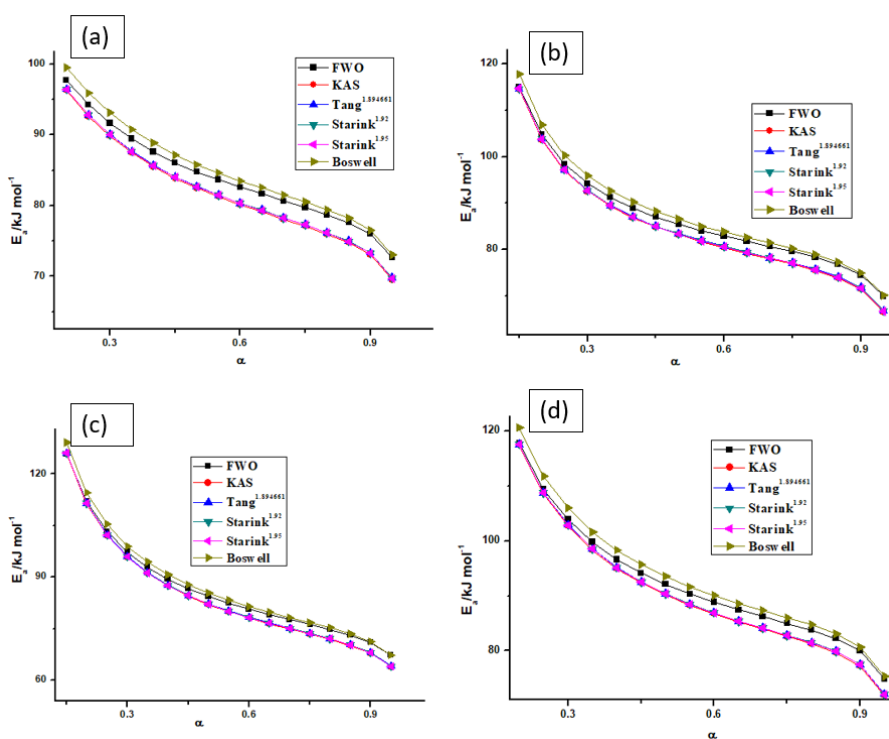 (a)
100
90
80
70
Eₐ/kJ mol⁻¹
0.3
0.6
0.9
α
FWO
KAS
Tang¹·⁸⁹⁴⁶⁶¹
Starink¹·⁹²
Starink¹·⁹⁵
Boswell
(b)
120
100
80
Eₐ/kJ mol⁻¹
0.3
0.6
0.9
α
FWO
KAS
Tang¹·⁸⁹⁴⁶⁶¹
Starink¹·⁹²
Starink¹·⁹⁵
Boswell
(c)
120
90
60
Eₐ/kJ mol⁻¹
0.3
0.6
0.9
α
FWO
KAS
Tang¹·⁸⁹⁴⁶⁶¹
Starink¹·⁹²
Starink¹·⁹⁵
Boswell
(d)
120
100
80
Eₐ/kJ mol⁻¹
0.3
0.6
0.9
α
FWO
KAS
Tang¹·⁸⁹⁴⁶⁶¹
Starink¹·⁹²
Starink¹·⁹⁵
Boswell